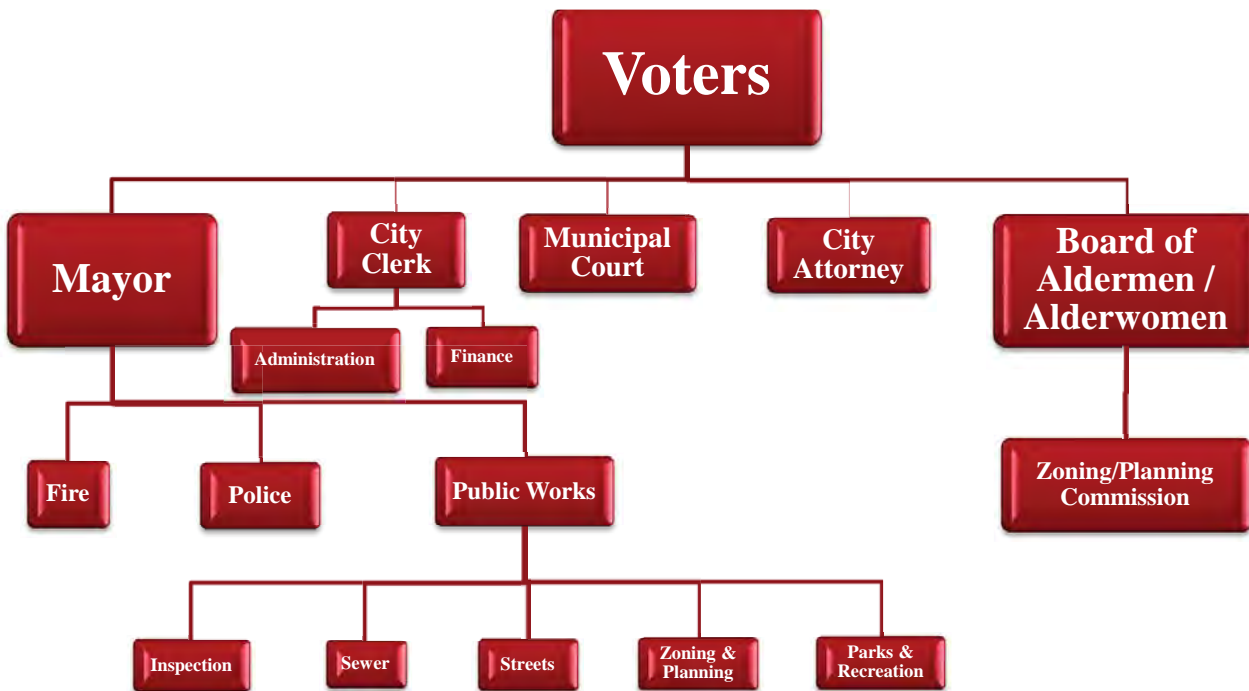 Voters
Mayor
City
Clerk
Municipal
Court
City
Attorney
Board of
Aldermen /
Alderwomen
Administration
Finance
Fire
Police
Public Works
Zoning/Planning
Commission
Inspection
Sewer
Streets
Zoning &
Planning
Parks &
Recreation